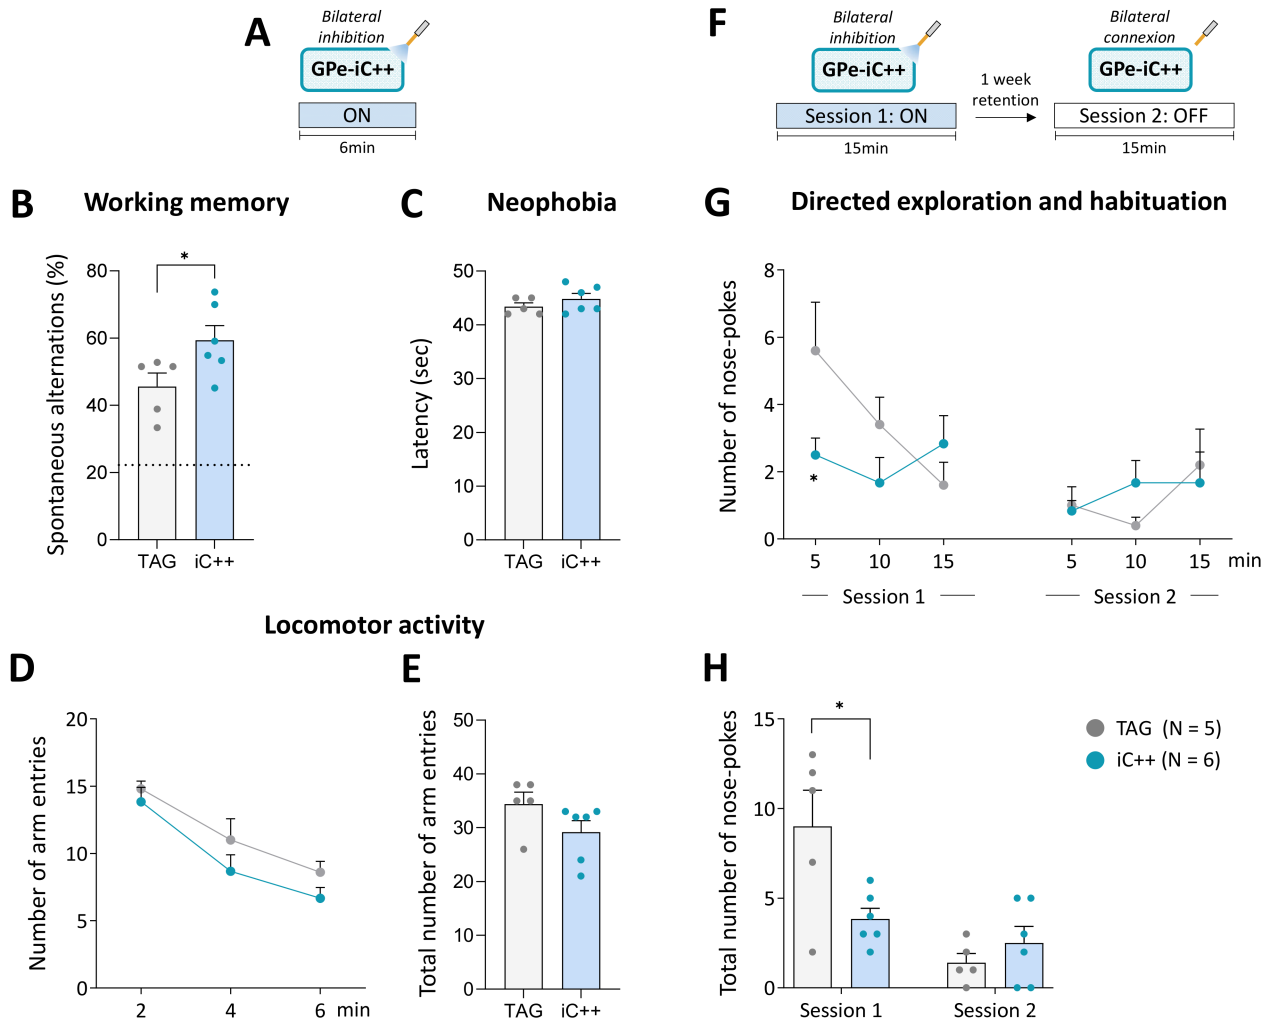 A
Bilateral
inhibition
GPe-iC++
ON
6min
F
Bilateral
inhibition
GPe-iC++
Session 1: ON
15min
1 week
retention
Bilateral
connexion
GPe-iC++
Session 2: OFF
15min
B
Working memory
Spontaneous alternations (%)
80
60
40
20
0
*
TAG
iC++
C
Neophobia
Latency (sec)
50
40
30
20
10
0
TAG
iC++
G
Directed exploration and habituation
Number of nose-pokes
8
6
4
2
0
*
5
10
15
5
10
15
min
Session 1
Session 2
Locomotor activity
D
Number of arm entries
20
15
10
5
0
2
4
6
min
E
Total number of arm entries
50
40
30
20
10
0
TAG
iC++
H
Total number of nose-pokes
15
10
5
0
*
Session 1
Session 2
TAG (N = 5)
iC++ (N = 6)